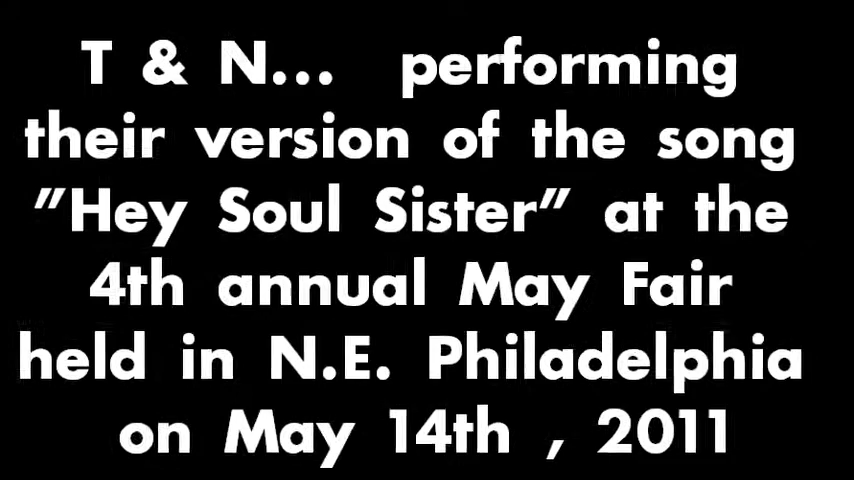 T & N... performing
their version of the song
"Hey Soul Sister" at the
4th annual May Fair
held in N.E. Philadelphia
on May 14th , 2011